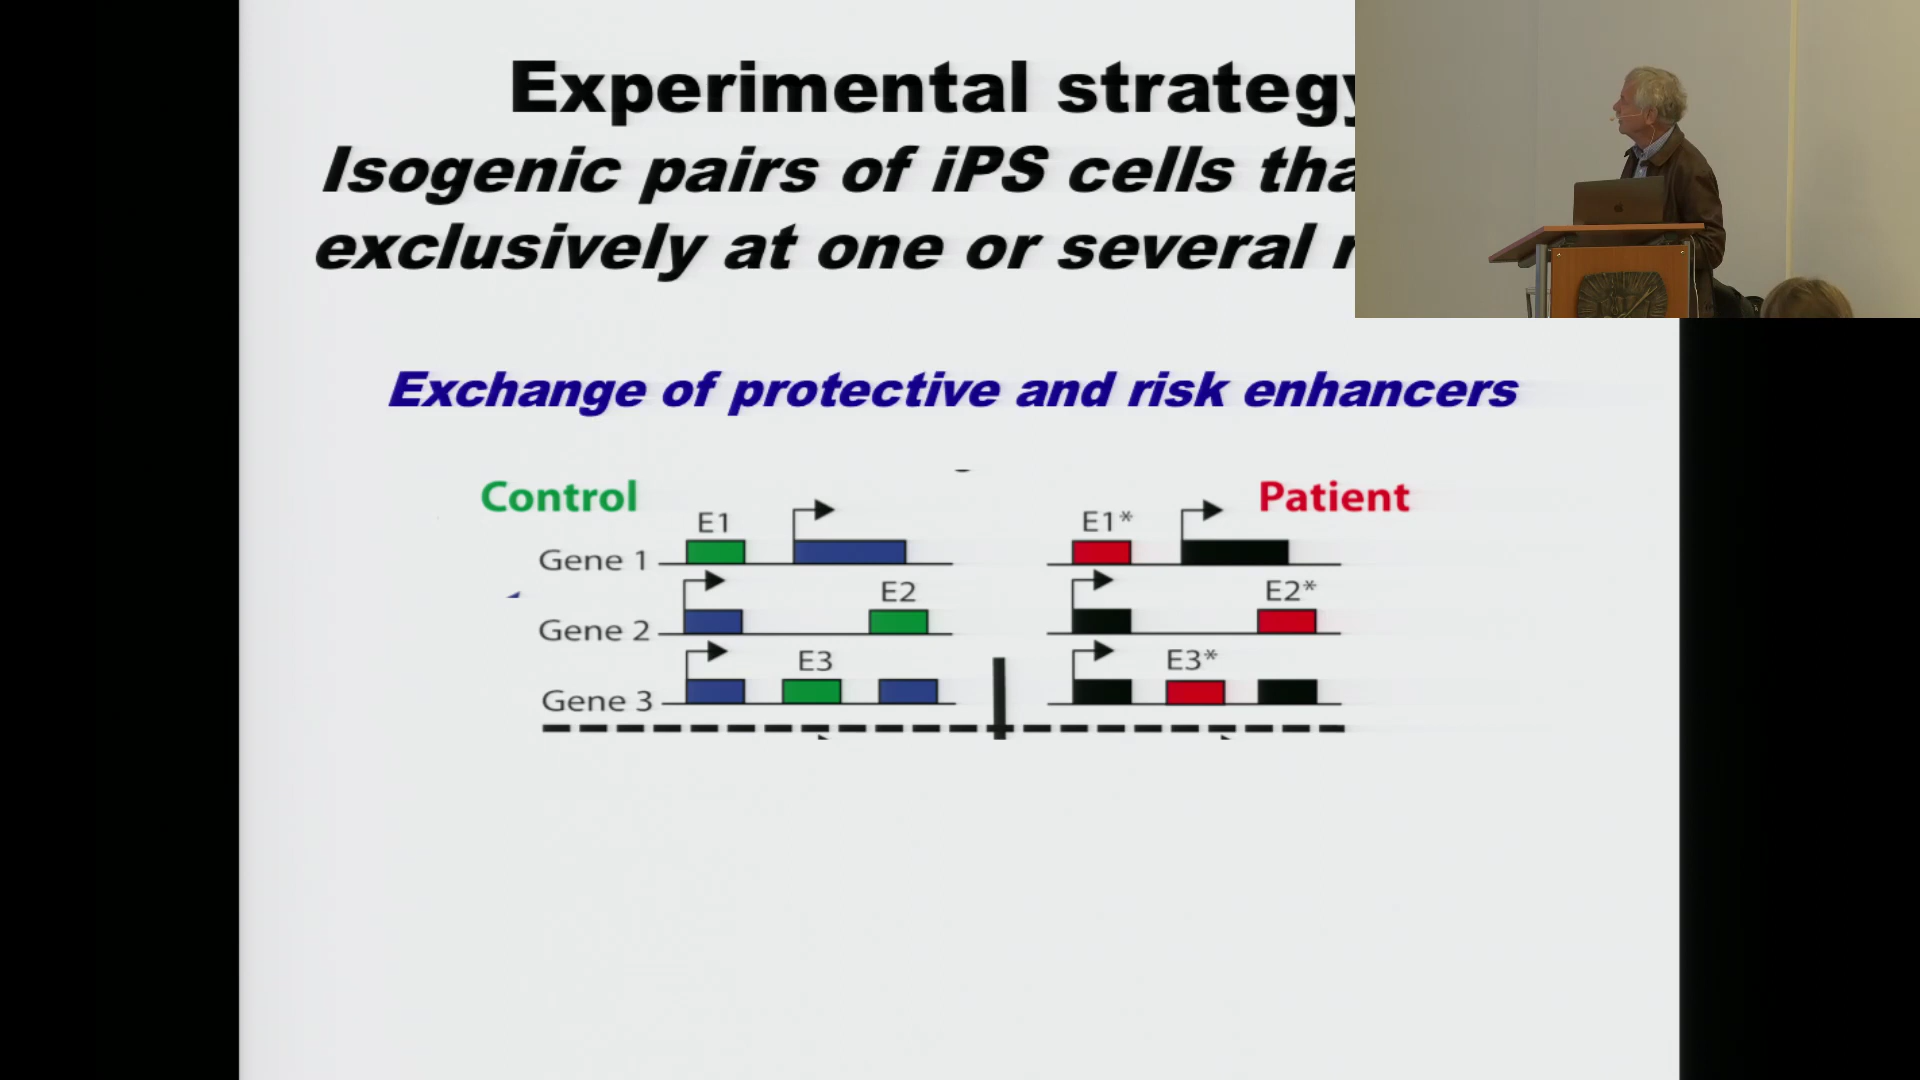 Experimental strategy
Isogenic pairs of iPS cells
exclusively at one or several
Exchange of protective and risk enhancers
Control
Patient
E1
E1*
Gene 1
E2
E2*
Gene 2
E3
E3*
Gene 3